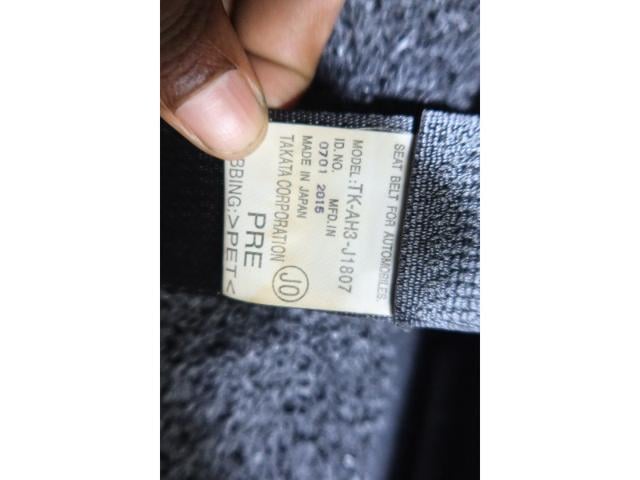 SEAT BELT FOR AUTOMOBILES.
MODEL:TK-AH3-J1807
ID.NO. MFD.IN
0701 2015
MADE IN JAPAN
TAKATA CORPORATION JO
PRE
BBING:>PET<